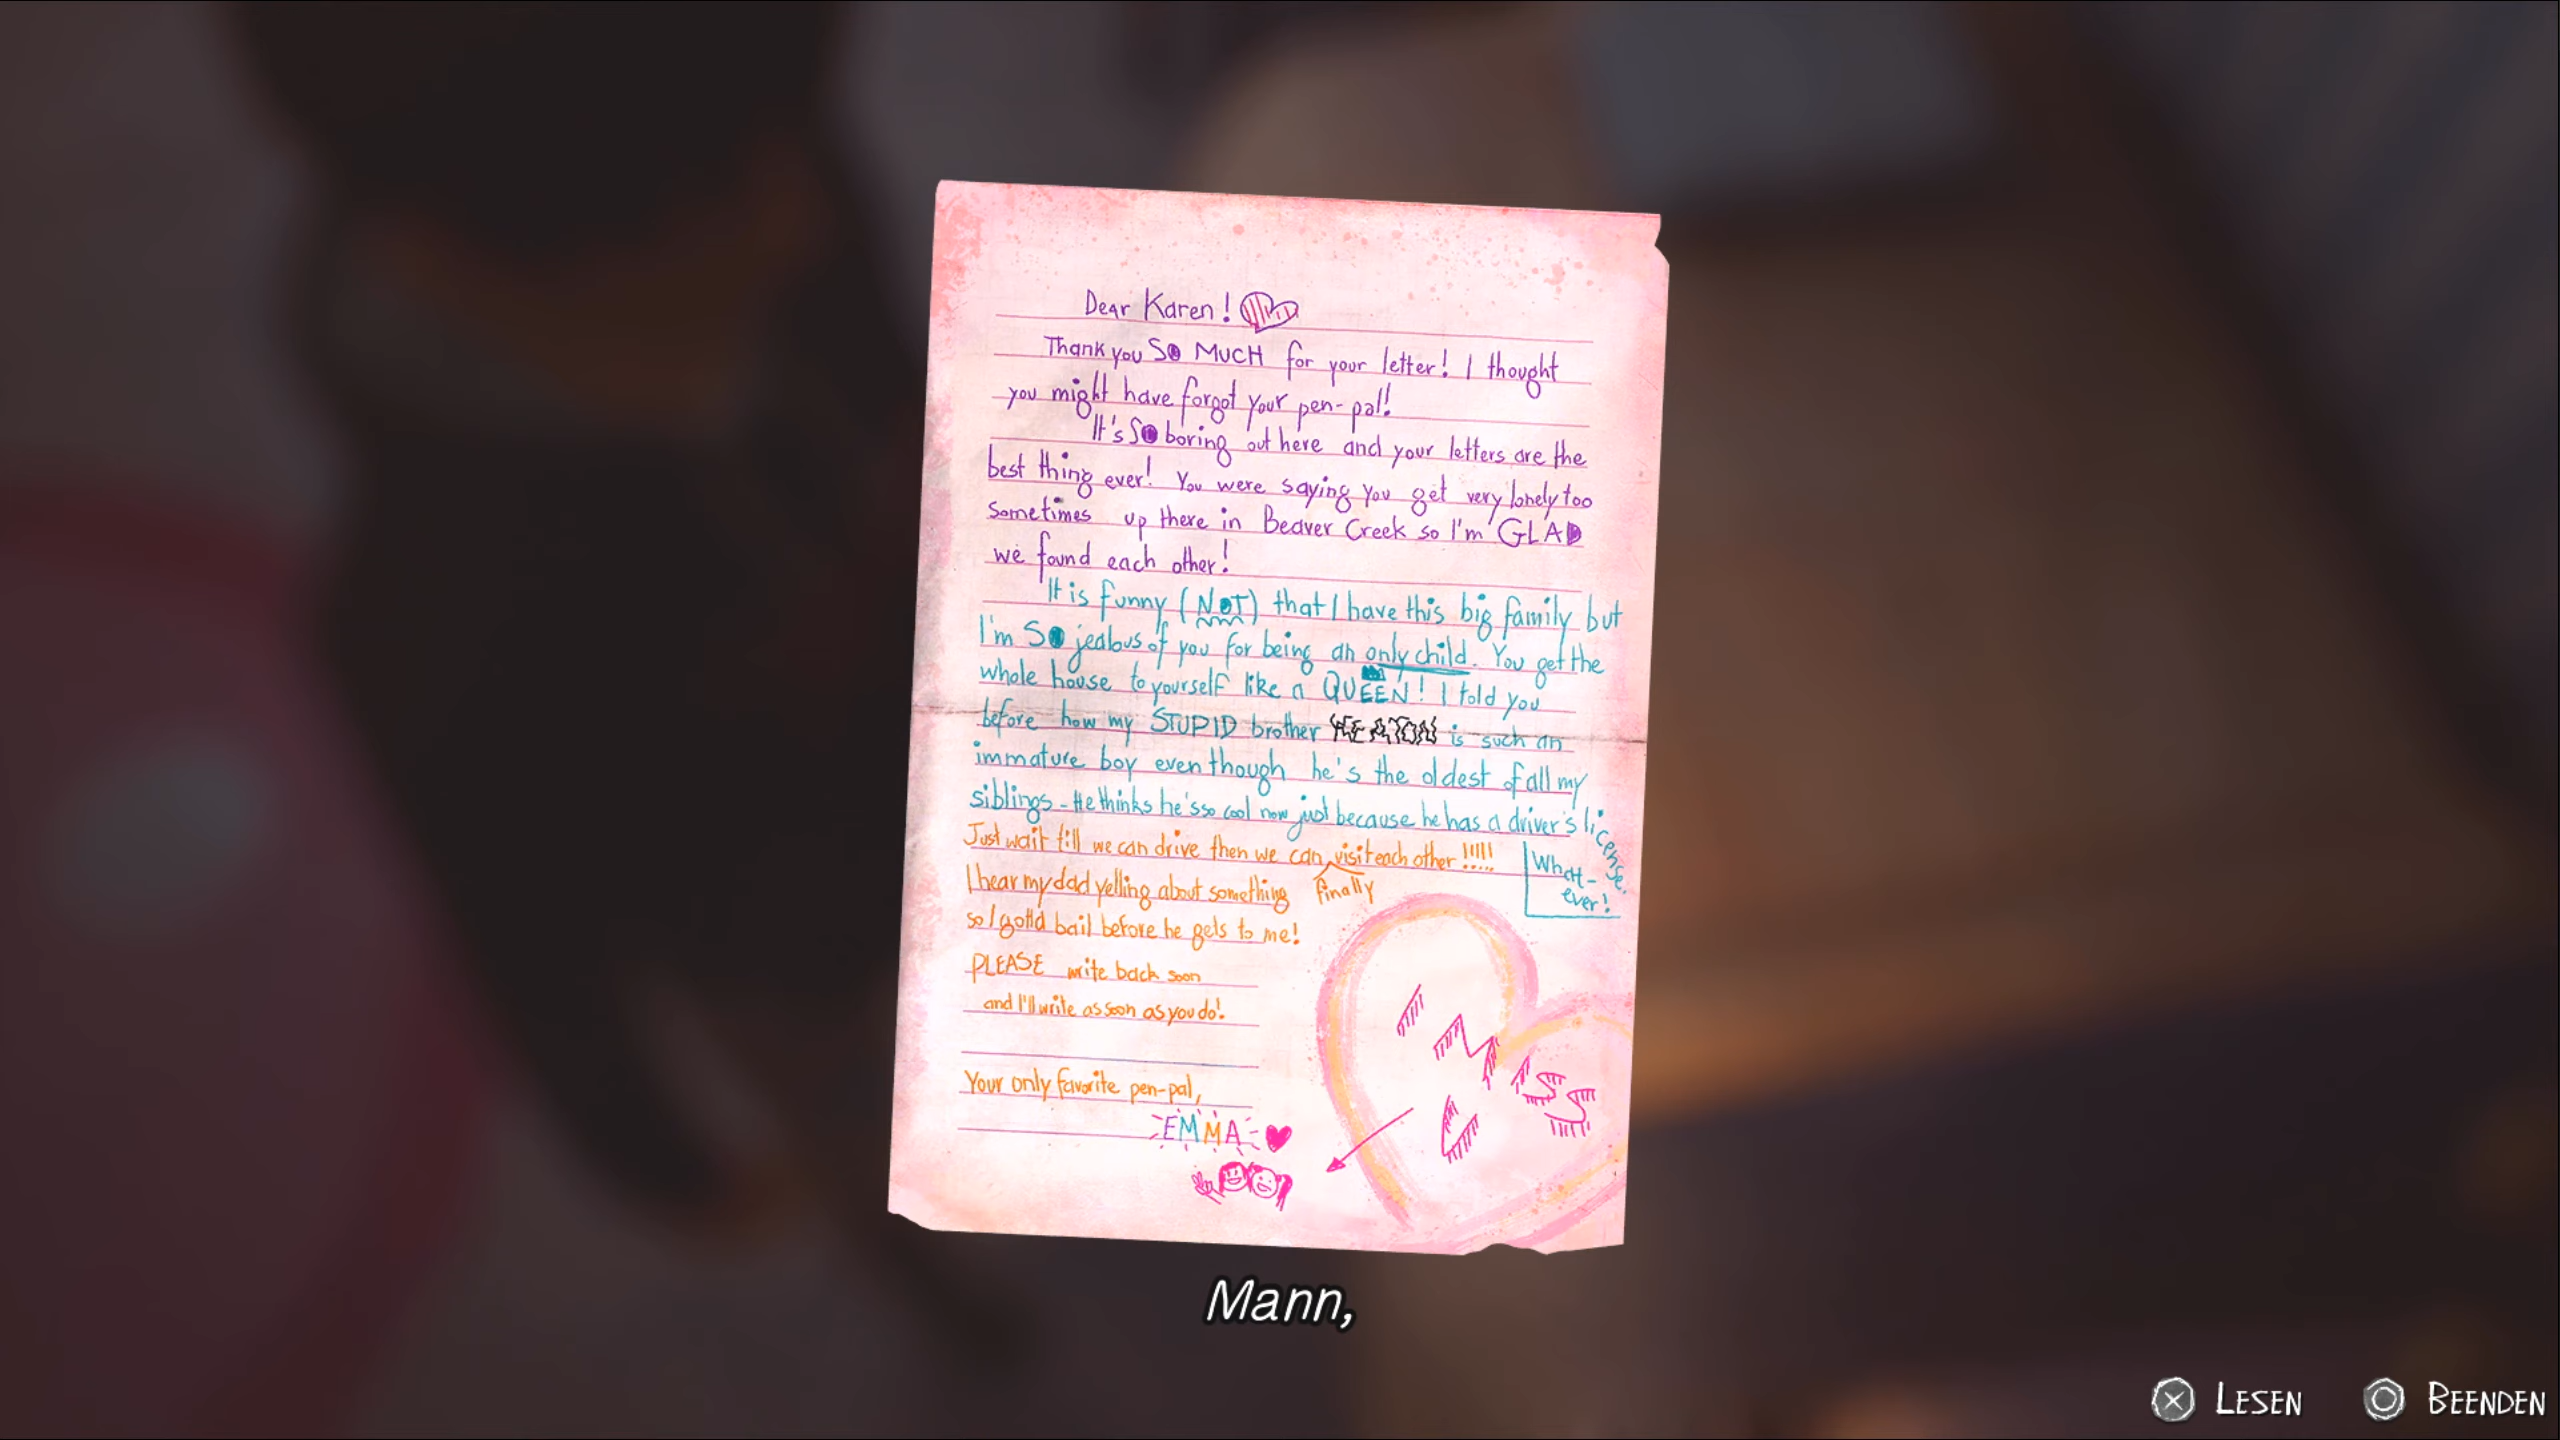 Dear Karen!
Thank you SO MUCH for your letter! I thought
you might have forgot your pen-pal!
It's SO boring out here and your letters are the
best thing ever! You were saying you get very lonely too
sometimes up there in Beaver Creek so I'm GLAD
we found each other!
It is funny (NOT) that I have this big family but
I'm SO jealous of you for being an only child. You get the
whole house to yourself like a QUEEN! I told you
before how my STUPID brother KEATON is such an
immature boy even though he's the oldest of all my
siblings - He thinks he's so cool now just because he has a driver's license.
What-
ever!
Just wait till we can finally visit each other!!!!!
I hear my dad yelling about something
so I gotta bail before he gets to me!
PLEASE write back soon
and I'll write as soon as you do!
Your only favorite pen-pal,
EMMA
I MISS U
Mann,
LESEN
BEENDEN